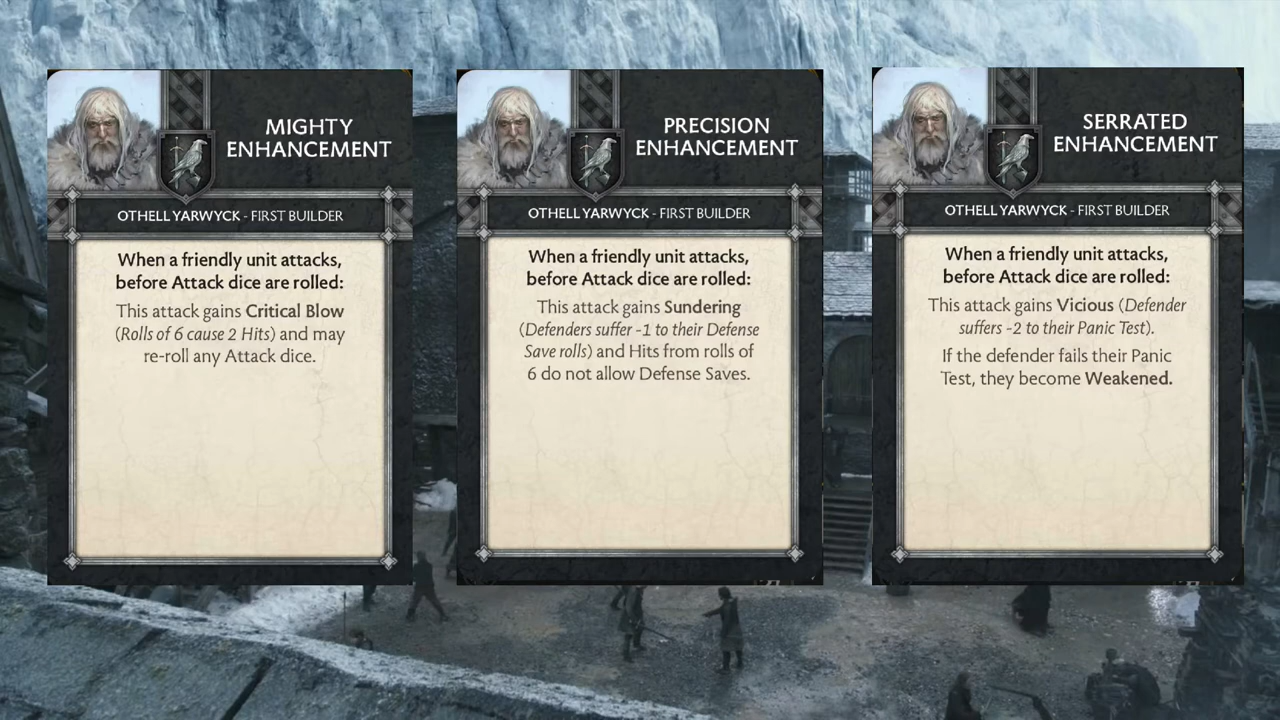 MIGHTY
ENHANCEMENT
OTHELL YARWYCK - FIRST BUILDER
When a friendly unit attacks,
before Attack dice are rolled:
This attack gains Critical Blow
(Rolls of 6 cause 2 Hits) and may
re-roll any Attack dice.
PRECISION
ENHANCEMENT
OTHELL YARWYCK - FIRST BUILDER
When a friendly unit attacks,
before Attack dice are rolled:
This attack gains Sundering
(Defenders suffer -1 to their Defense
Save rolls) and Hits from rolls of
6 do not allow Defense Saves.
SERRATED
ENHANCEMENT
OTHELL YARWYCK - FIRST BUILDER
When a friendly unit attacks,
before Attack dice are rolled:
This attack gains Vicious (Defender
suffers -2 to their Panic Test).
If the defender fails their Panic
Test, they become Weakened.